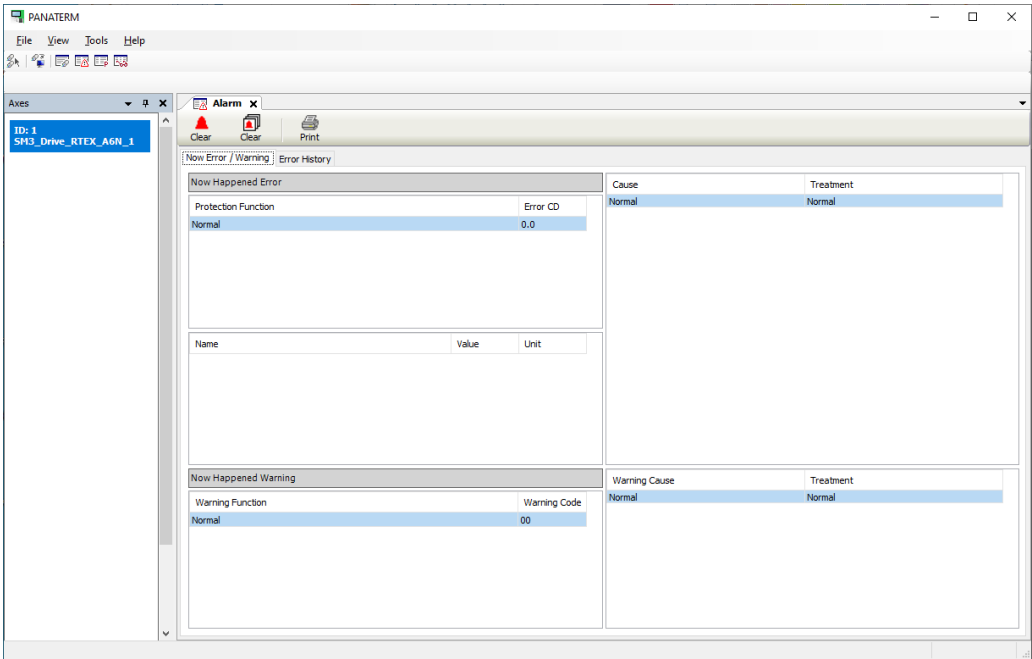 PANATERM
File View Tools Help
Axes
Alarm
ID: 1
SM3_Drive_RTEX_A6N_1
Clear Clear Print
Now Error / Warning Error History
Now Happened Error
Protection Function Error CD
Normal 0.0
Name Value Unit
Cause Treatment
Normal Normal
Now Happened Warning
Warning Function Warning Code
Normal 00
Warning Cause Treatment
Normal Normal